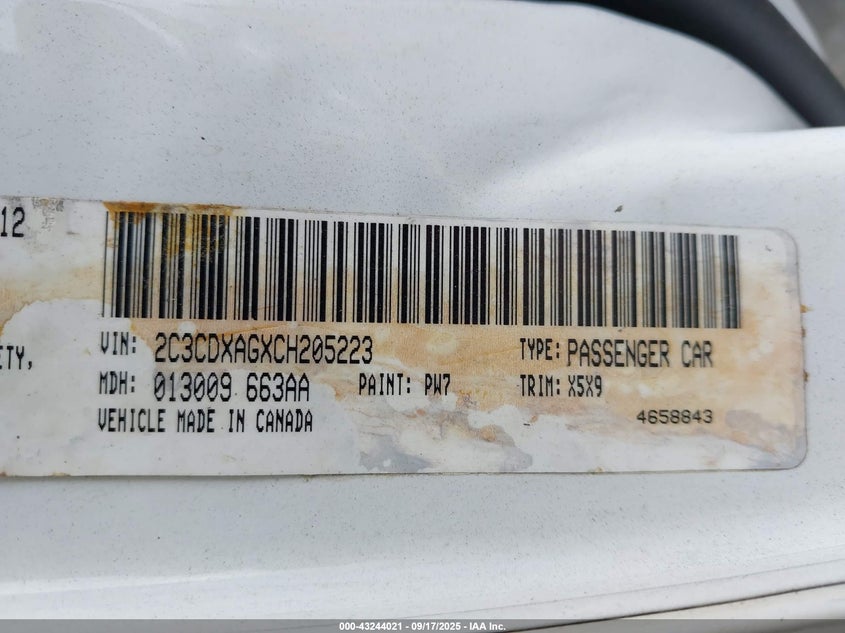 12
VIN: 2C3CDXAGXCH205223
TYPE: PASSENGER CAR
ETY,
MDH: 013009 663AA
PAINT: PW7
TRIM: X5X9
VEHICLE MADE IN CANADA
4658843
000-43244021 - 09/17/2025 - IAA Inc.